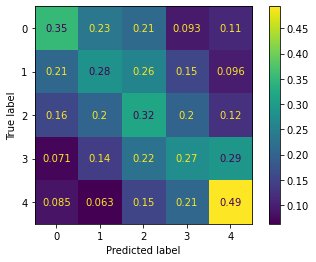 0 0.35 0.23 0.21 0.093 0.11
1 0.21 0.28 0.26 0.15 0.096
2 0.16 0.2 0.32 0.2 0.12
3 0.071 0.14 0.22 0.27 0.29
4 0.085 0.063 0.15 0.21 0.49
0 1 2 3 4
Predicted label
True label
0.45
0.40
0.35
0.30
0.25
0.20
0.15
0.10